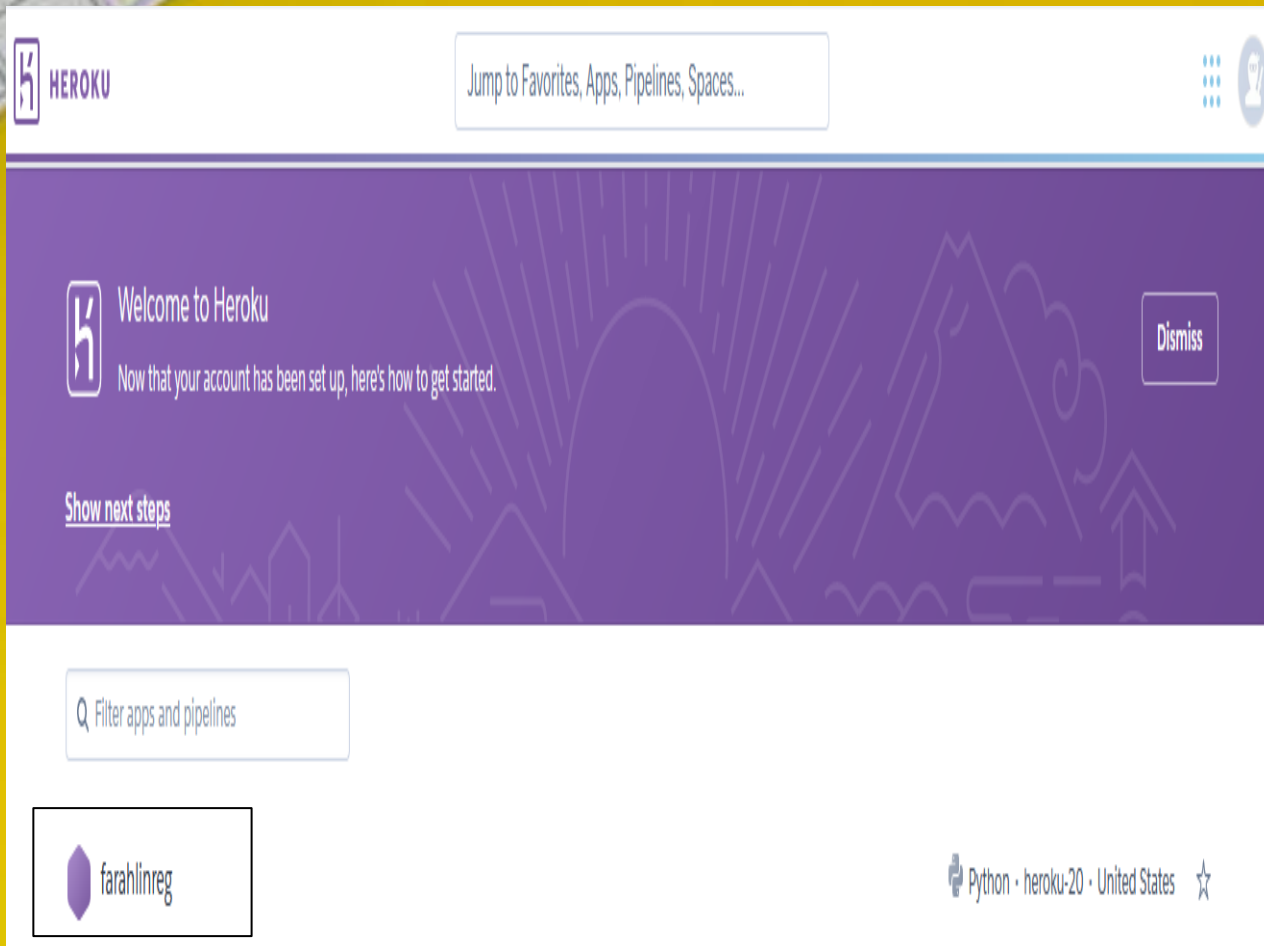 HEROKU
Jump to Favorites, Apps, Pipelines, Spaces...
Welcome to Heroku
Now that your account has been set up, here's how to get started.
Dismiss
Show next steps
Filter apps and pipelines
farahlinreg
Python · heroku-20 · United States